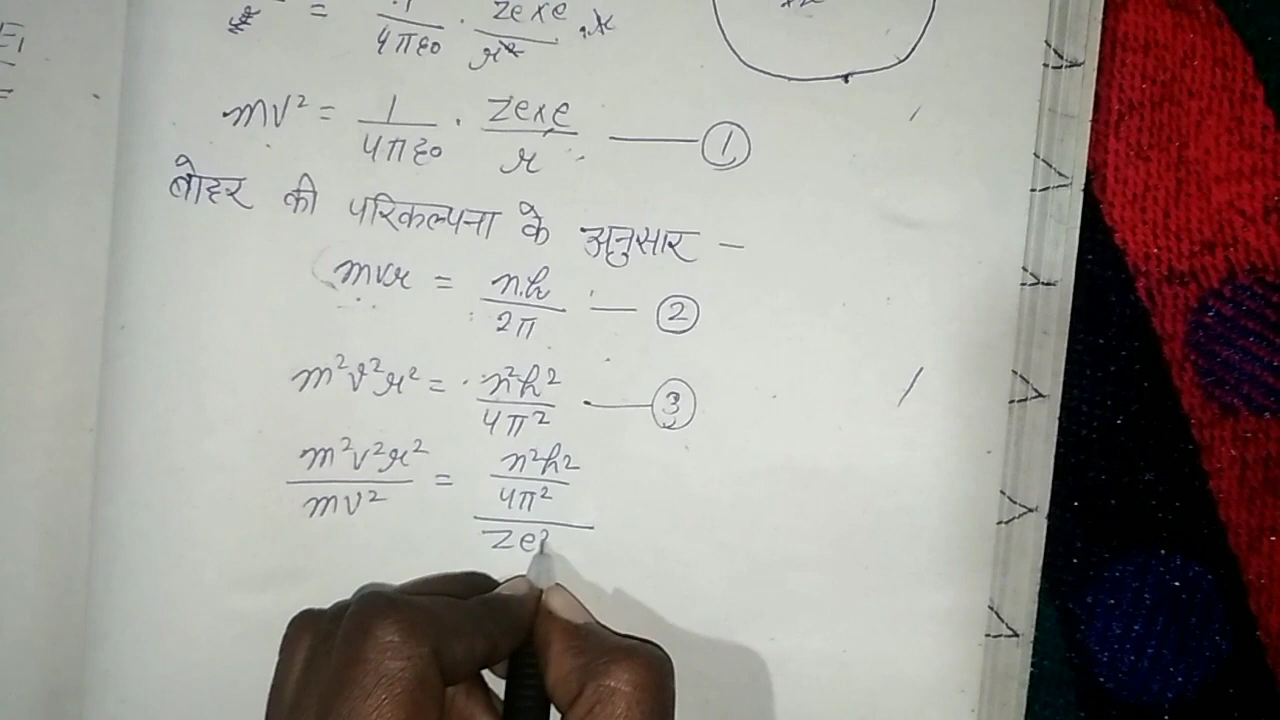 = 1/4πε0 · Ze×e/r²
mv² = 1/4πε0 · Ze×e/r — ①
बोहर की परिकल्पना के अनुसार –
mvr = n.h/2π — ②
m²v²r² = n²h²/4π² — ③
m²v²r²/mv² = n²h²/4π²/Ze²